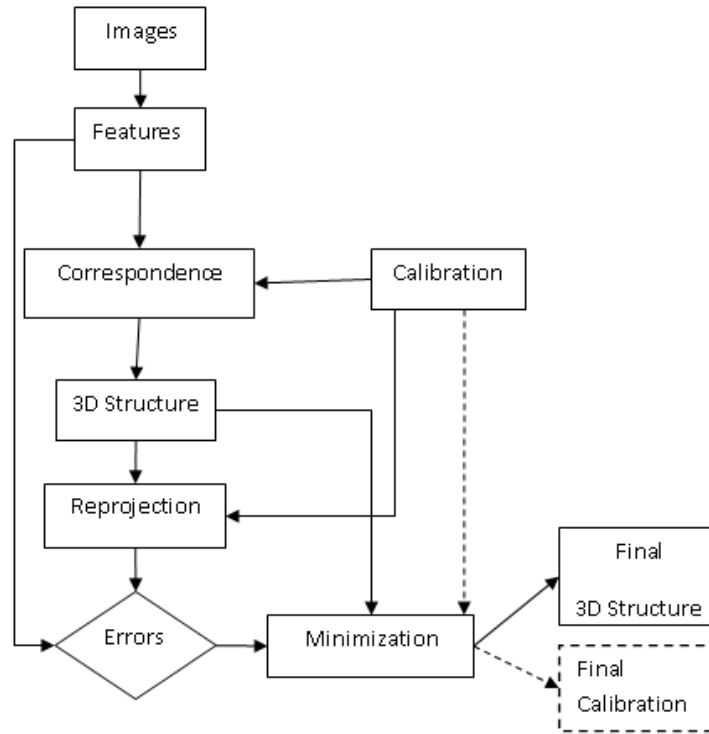 Images
Features
Correspondence
Calibration
3D Structure
Reprojection
Errors
Minimization
Final
3D Structure
Final
Calibration